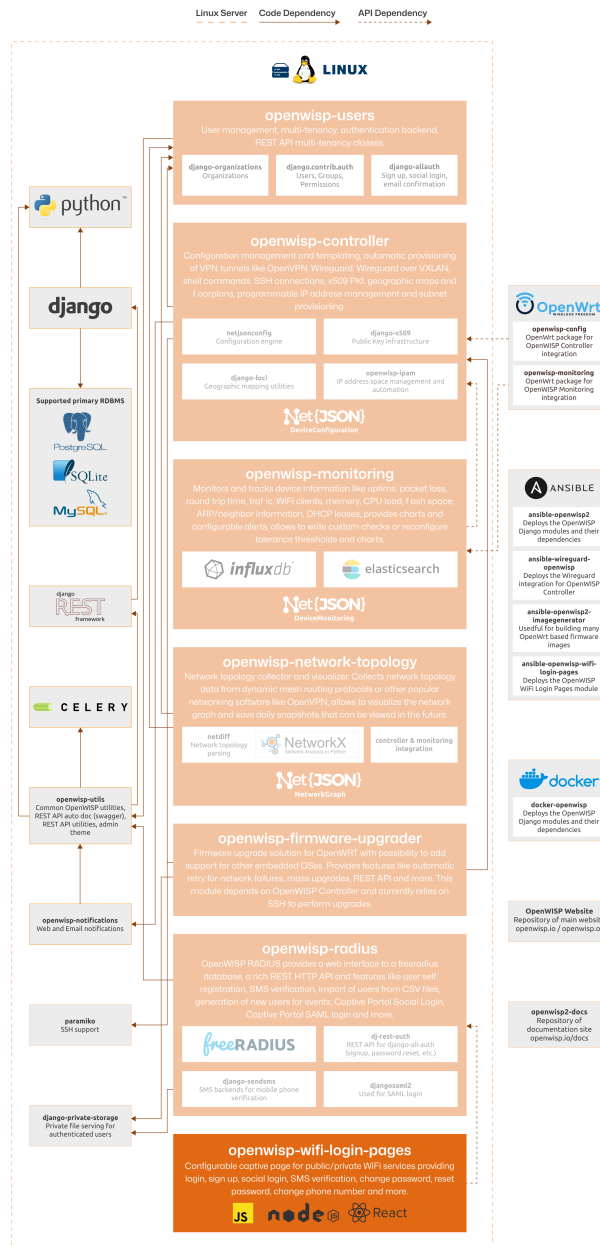 Linux Server
Code Dependency
API Dependency
LINUX
openwisp-users
User management, multi-tenancy, authentication backend,
REST API multi-tenancy classes.
django-organizations
Organizations
django.contrib.auth
Users, Groups,
Permissions
django-allauth
Sign up, social login,
email confirmation
python™
django
Supported primary RDBMS
PostgreSQL
SQLite
MySQL
openwisp-controller
Configuration management and templating, automatic provisioning
of VPN tunnels like OpenVPN, Wireguard, Wireguard over VXLAN,
shell commands, SSH connections, x509 PKI, geographic maps and
f oorplans, programmable IP address management and subnet
provisioning.
netjsonconfig
Configuration engine
django-x509
Public Key Infrastructure
django-loci
Geographic mapping utilities
openwisp-ipam
IP address space management and
automation
Net{JSON}
DeviceConfiguration
OpenWrt
WIRELESS FREEDOM
openwisp-config
OpenWrt package for
OpenWISP Controller
integration
openwisp-monitoring
OpenWrt package for
OpenWISP Monitoring
integration
openwisp-monitoring
Monitors and tracks device information like uptime, packet loss,
round trip time, traf ic, WiFi clients, memory, CPU load, f ash space,
ARP/neighbor information, DHCP leases, provides charts and
configurable alerts, allows to write custom checks or reconfigure
tolerance thresholds and charts.
influxdb
elasticsearch
Net{JSON}
DeviceMonitoring
ANSIBLE
ansible-openwisp2
Deploys the OpenWISP
Django modules and their
dependencies
ansible-wireguard-
openwisp
Deploys the Wireguard
integration for OpenWISP
Controller
ansible-openwisp2-
imagegenerator
Usedful for building many
OpenWrt based firmware
images
ansible-openwisp-wifi-
login-pages
Deploys the OpenWISP
WiFi Login Pages module
django
REST
framework
CELERY
openwisp-network-topology
Network topology collector and visualizer. Collects network topology
data from dynamic mesh routing protocols or other popular
networking software like OpenVPN, allows to visualize the network
graph and save daily snapshots that can be viewed in the future.
netdiff
Network topology
parsing
NetworkX
Network Analysis in Python
controller & monitoring
integration
Net{JSON}
NetworkGraph
openwisp-utils
Common OpenWISP utilities,
REST API auto doc (swagger),
REST API utilities, admin
theme
docker
docker-openwisp
Deploys the OpenWISP
Django modules and their
dependencies
openwisp-firmware-upgrader
Firmware upgrade solution for OpenWRT with possibility to add
support for other embedded OSes. Provides features like automatic
retry for network failures, mass upgrades, REST API and more. This
module depends on OpenWISP Controller and currently relies on
SSH to perform upgrades.
openwisp-notifications
Web and Email notifications
OpenWISP Website
Repository of main websit
openwisp.io / openwisp.o
openwisp-radius
OpenWISP RADIUS provides a web interface to a freeradius
database, a rich REST HTTP API and features like user self
registration, SMS verification, import of users from CSV files,
generation of new users for events, Captive Portal Social Login,
Captive Portal SAML login and more.
freeRADIUS
dj-rest-auth
REST API for django-all-auth
(signup, password reset, etc.)
django-sendsms
SMS backends for mobile phone
verification
djangosaml2
Used for SAML login
paramiko
SSH support
openwisp2-docs
Repository of
documentation site
openwisp.io/docs
django-private-storage
Private file serving for
authenticated users
openwisp-wifi-login-pages
Configurable captive page for public/private WiFi services providing
login, sign up, social login, SMS verification, change password, reset
password, change phone number and more.
JS
node JS
React